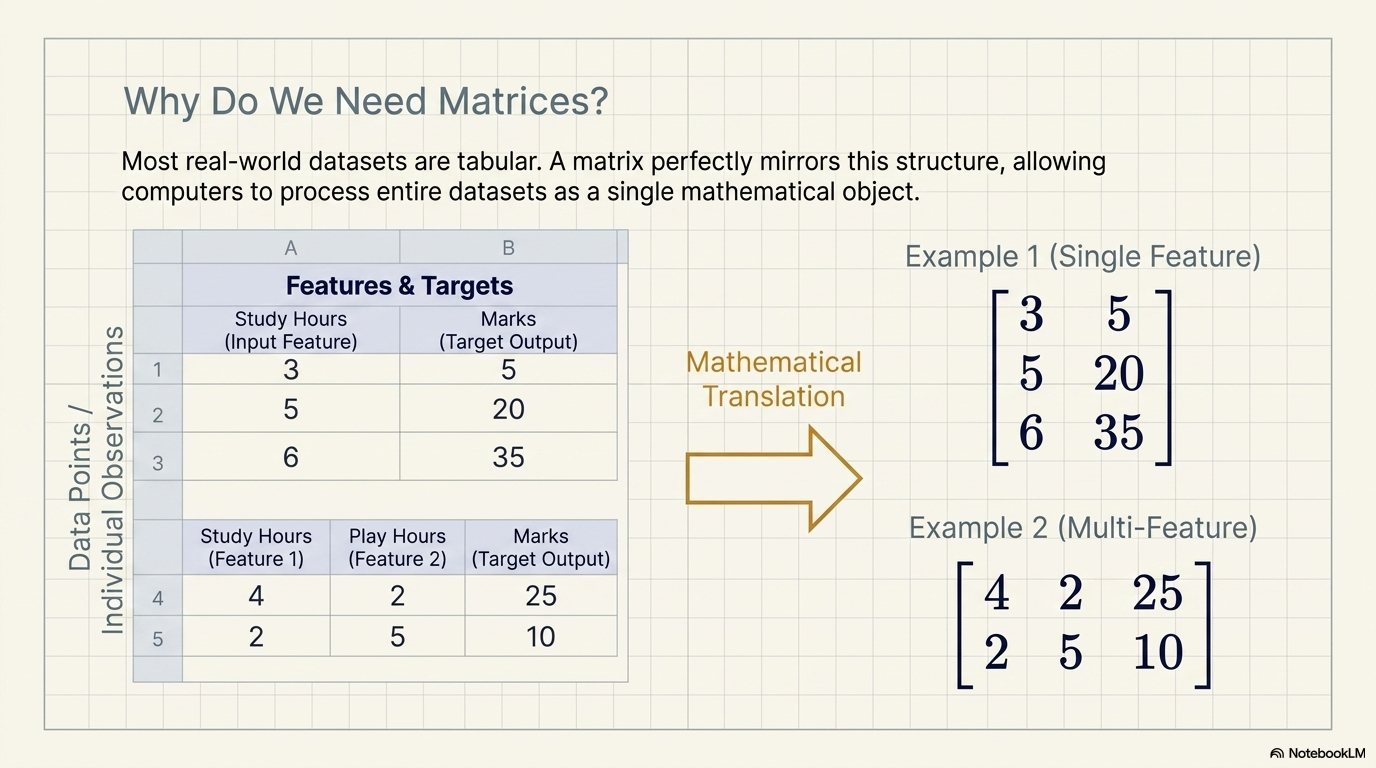 Why Do We Need Matrices?
Most real-world datasets are tabular. A matrix perfectly mirrors this structure, allowing
computers to process entire datasets as a single mathematical object.
A B
Features & Targets
Study Hours
(Input Feature)
Marks
(Target Output)
1 3 5
2 5 20
3 6 35
Study Hours
(Feature 1)
Play Hours
(Feature 2)
Marks
(Target Output)
4 4 2 25
5 2 5 10
Data Points /
Individual Observations
Mathematical
Translation
Example 1 (Single Feature)
3 5
5 20
6 35
Example 2 (Multi-Feature)
4 2 25
2 5 10
NotebookLM